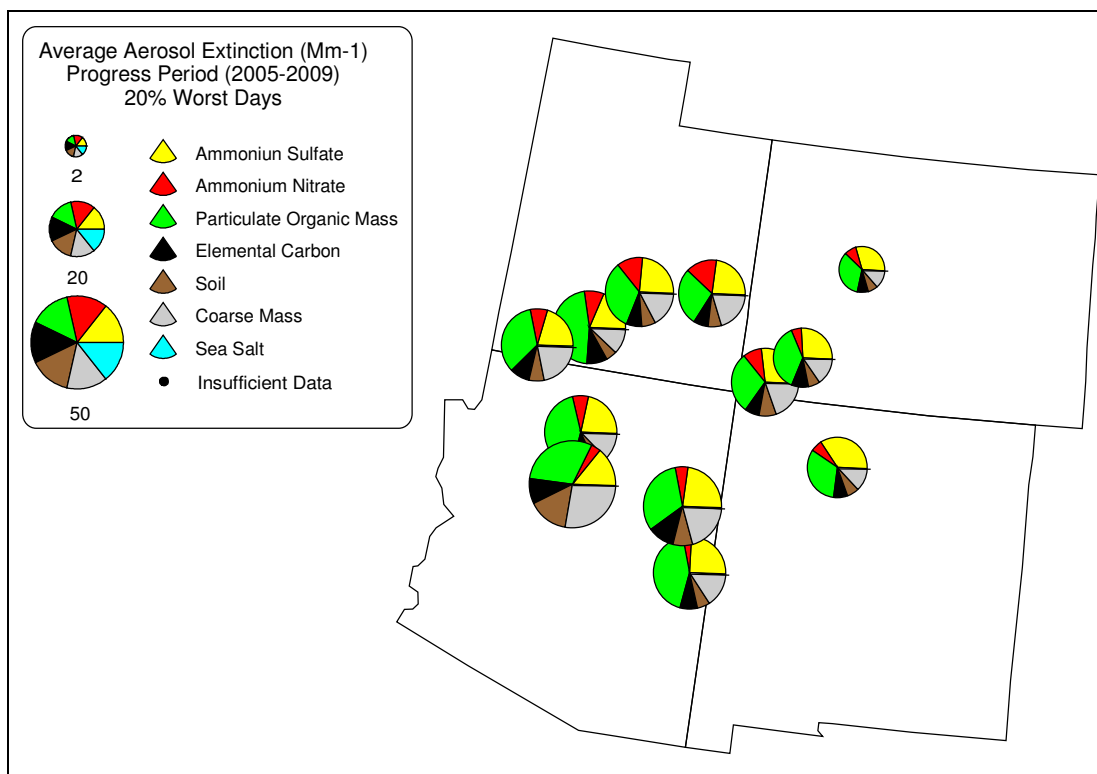 Average Aerosol Extinction (Mm-1)
Progress Period (2005-2009)
20% Worst Days
2
20
50
Ammoniun Sulfate
Ammonium Nitrate
Particulate Organic Mass
Elemental Carbon
Soil
Coarse Mass
Sea Salt
Insufficient Data